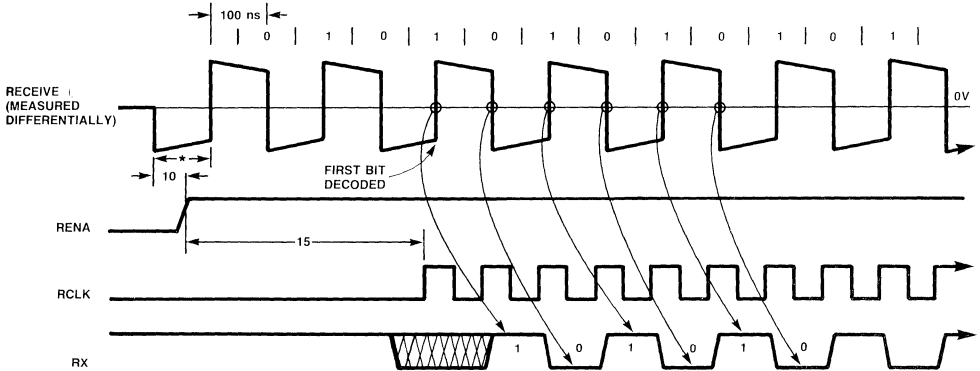 100 ns
| 0 | 1 | 0 | 1 | 0 | 1 | 0 | 1 | 0 | 1 | 0 | 1 |
RECEIVE
(MEASURED
DIFFERENTIALLY)
0V
*
10
FIRST BIT
DECODED
RENA
15
RCLK
RX
1 0 1 0 1 0